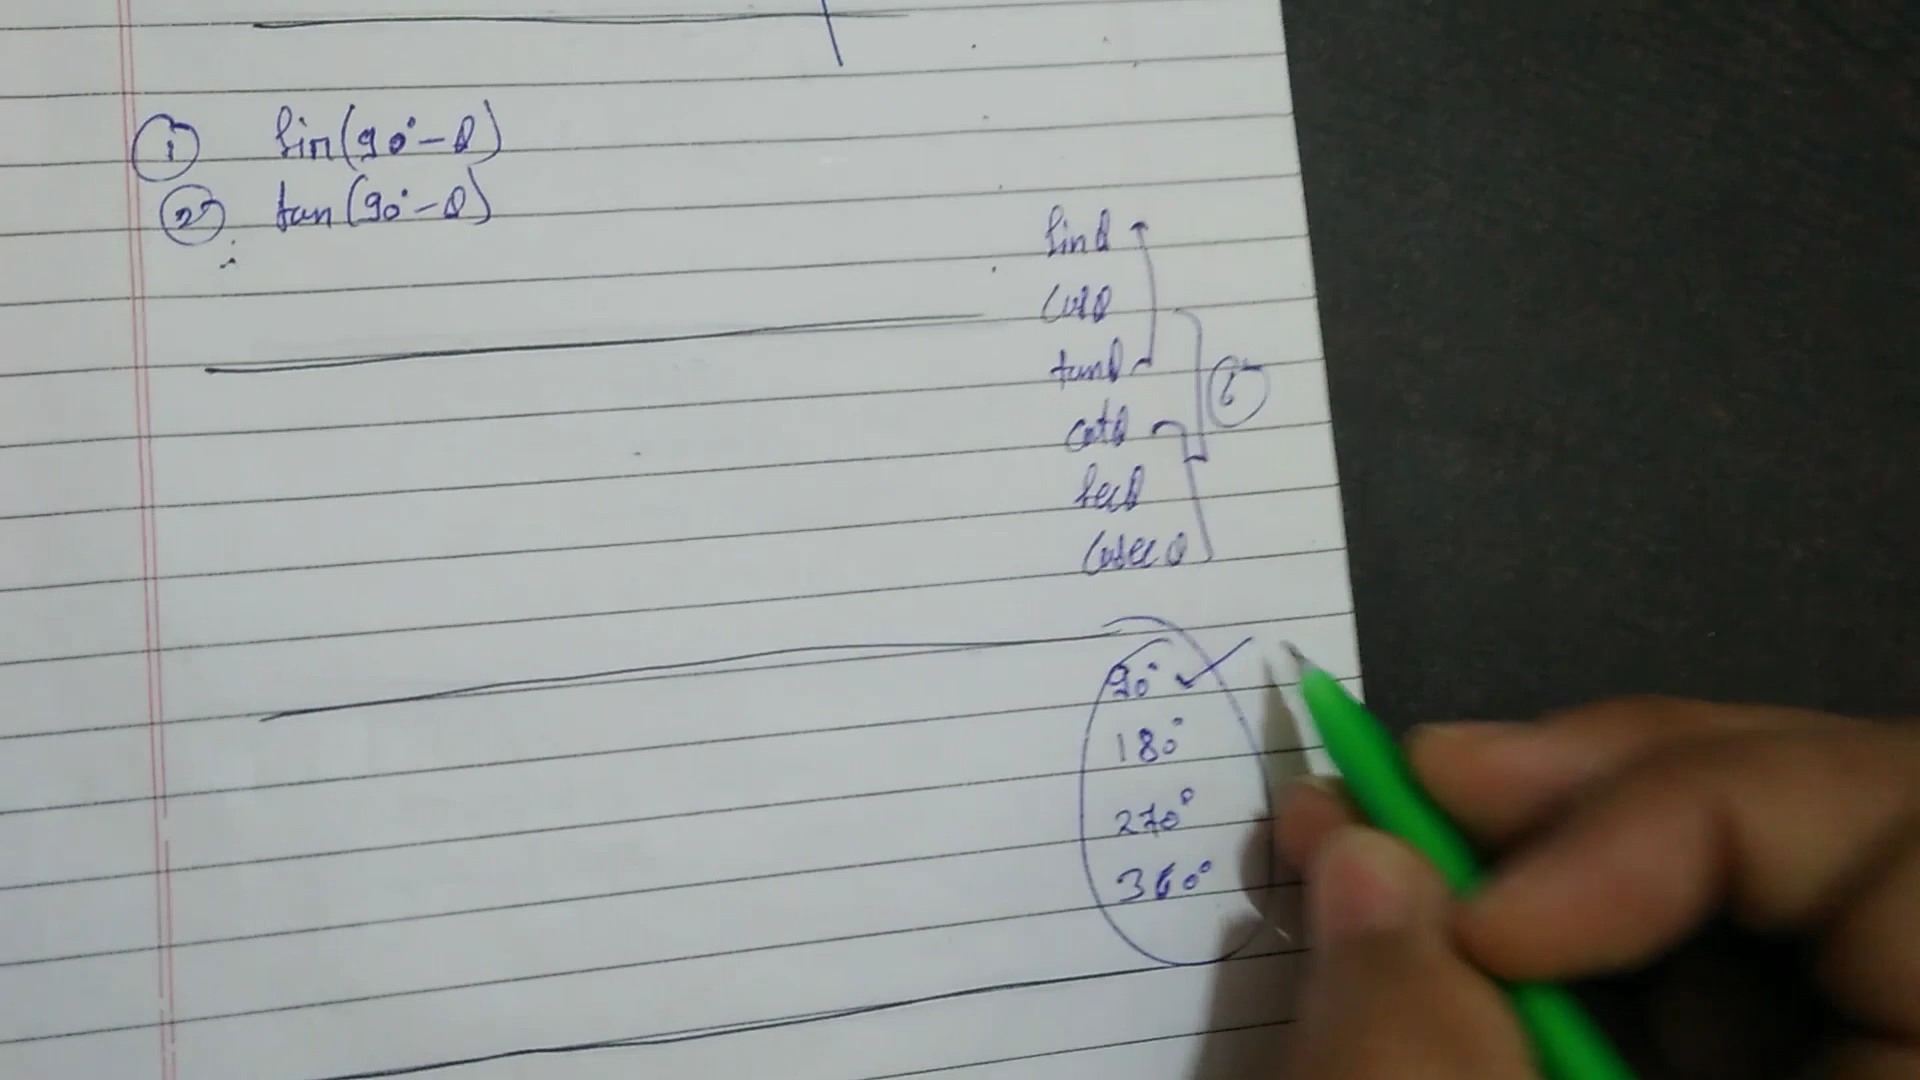 ① sin(90°-θ)
② tan(90°-θ)
sinθ
cosθ
tanθ
cotθ
secθ
cosecθ
6
90° ✓
180°
270°
360°